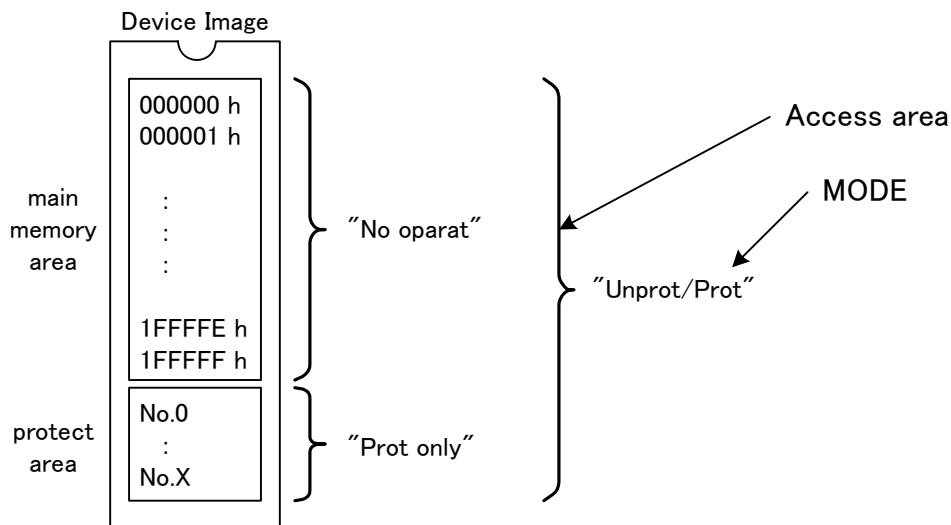 Device Image
000000 h
000001 h
:
:
:
1FFFFE h
1FFFFF h
main
memory
area
"No oparat"
Access area
MODE
"Unprot/Prot"
No.0
:
No.X
protect
area
"Prot only"